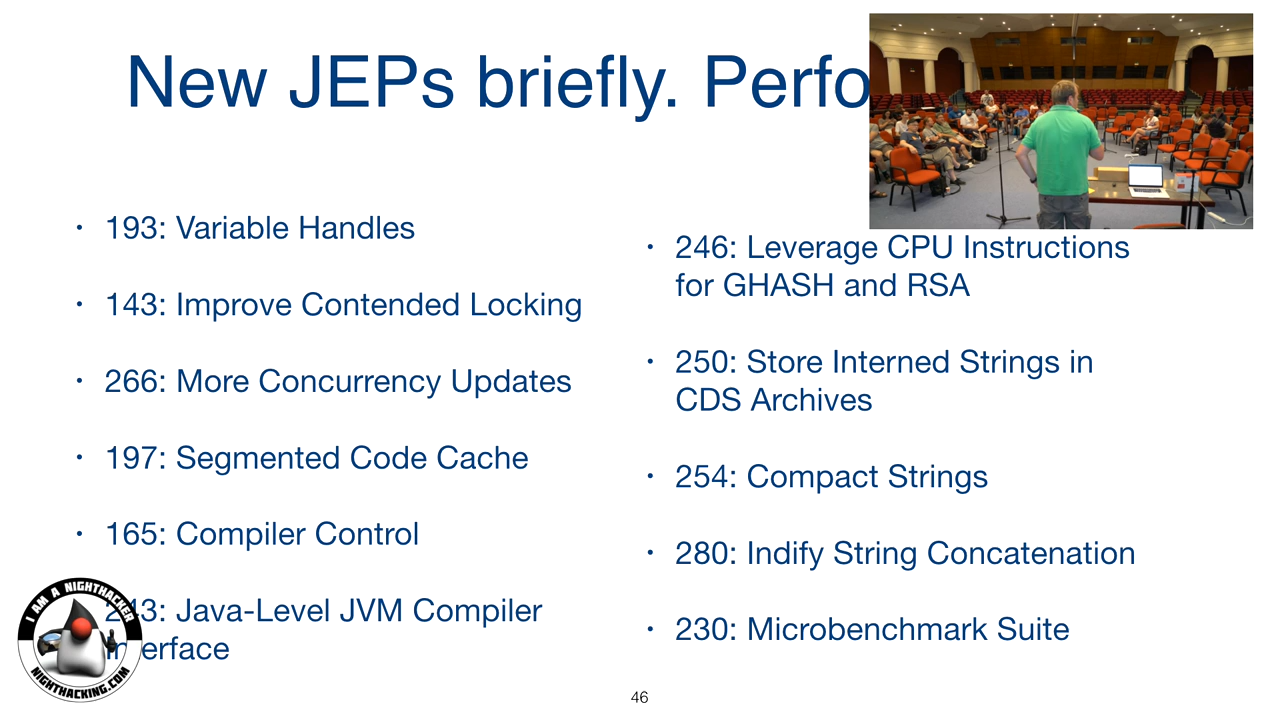 New JEPs briefly. Perfo
193: Variable Handles
143: Improve Contended Locking
266: More Concurrency Updates
197: Segmented Code Cache
165: Compiler Control
243: Java-Level JVM Compiler
Interface
246: Leverage CPU Instructions
for GHASH and RSA
250: Store Interned Strings in
CDS Archives
254: Compact Strings
280: Indify String Concatenation
230: Microbenchmark Suite
I AM A NIGHTHACKER
NIGHTHACKING.COM
46